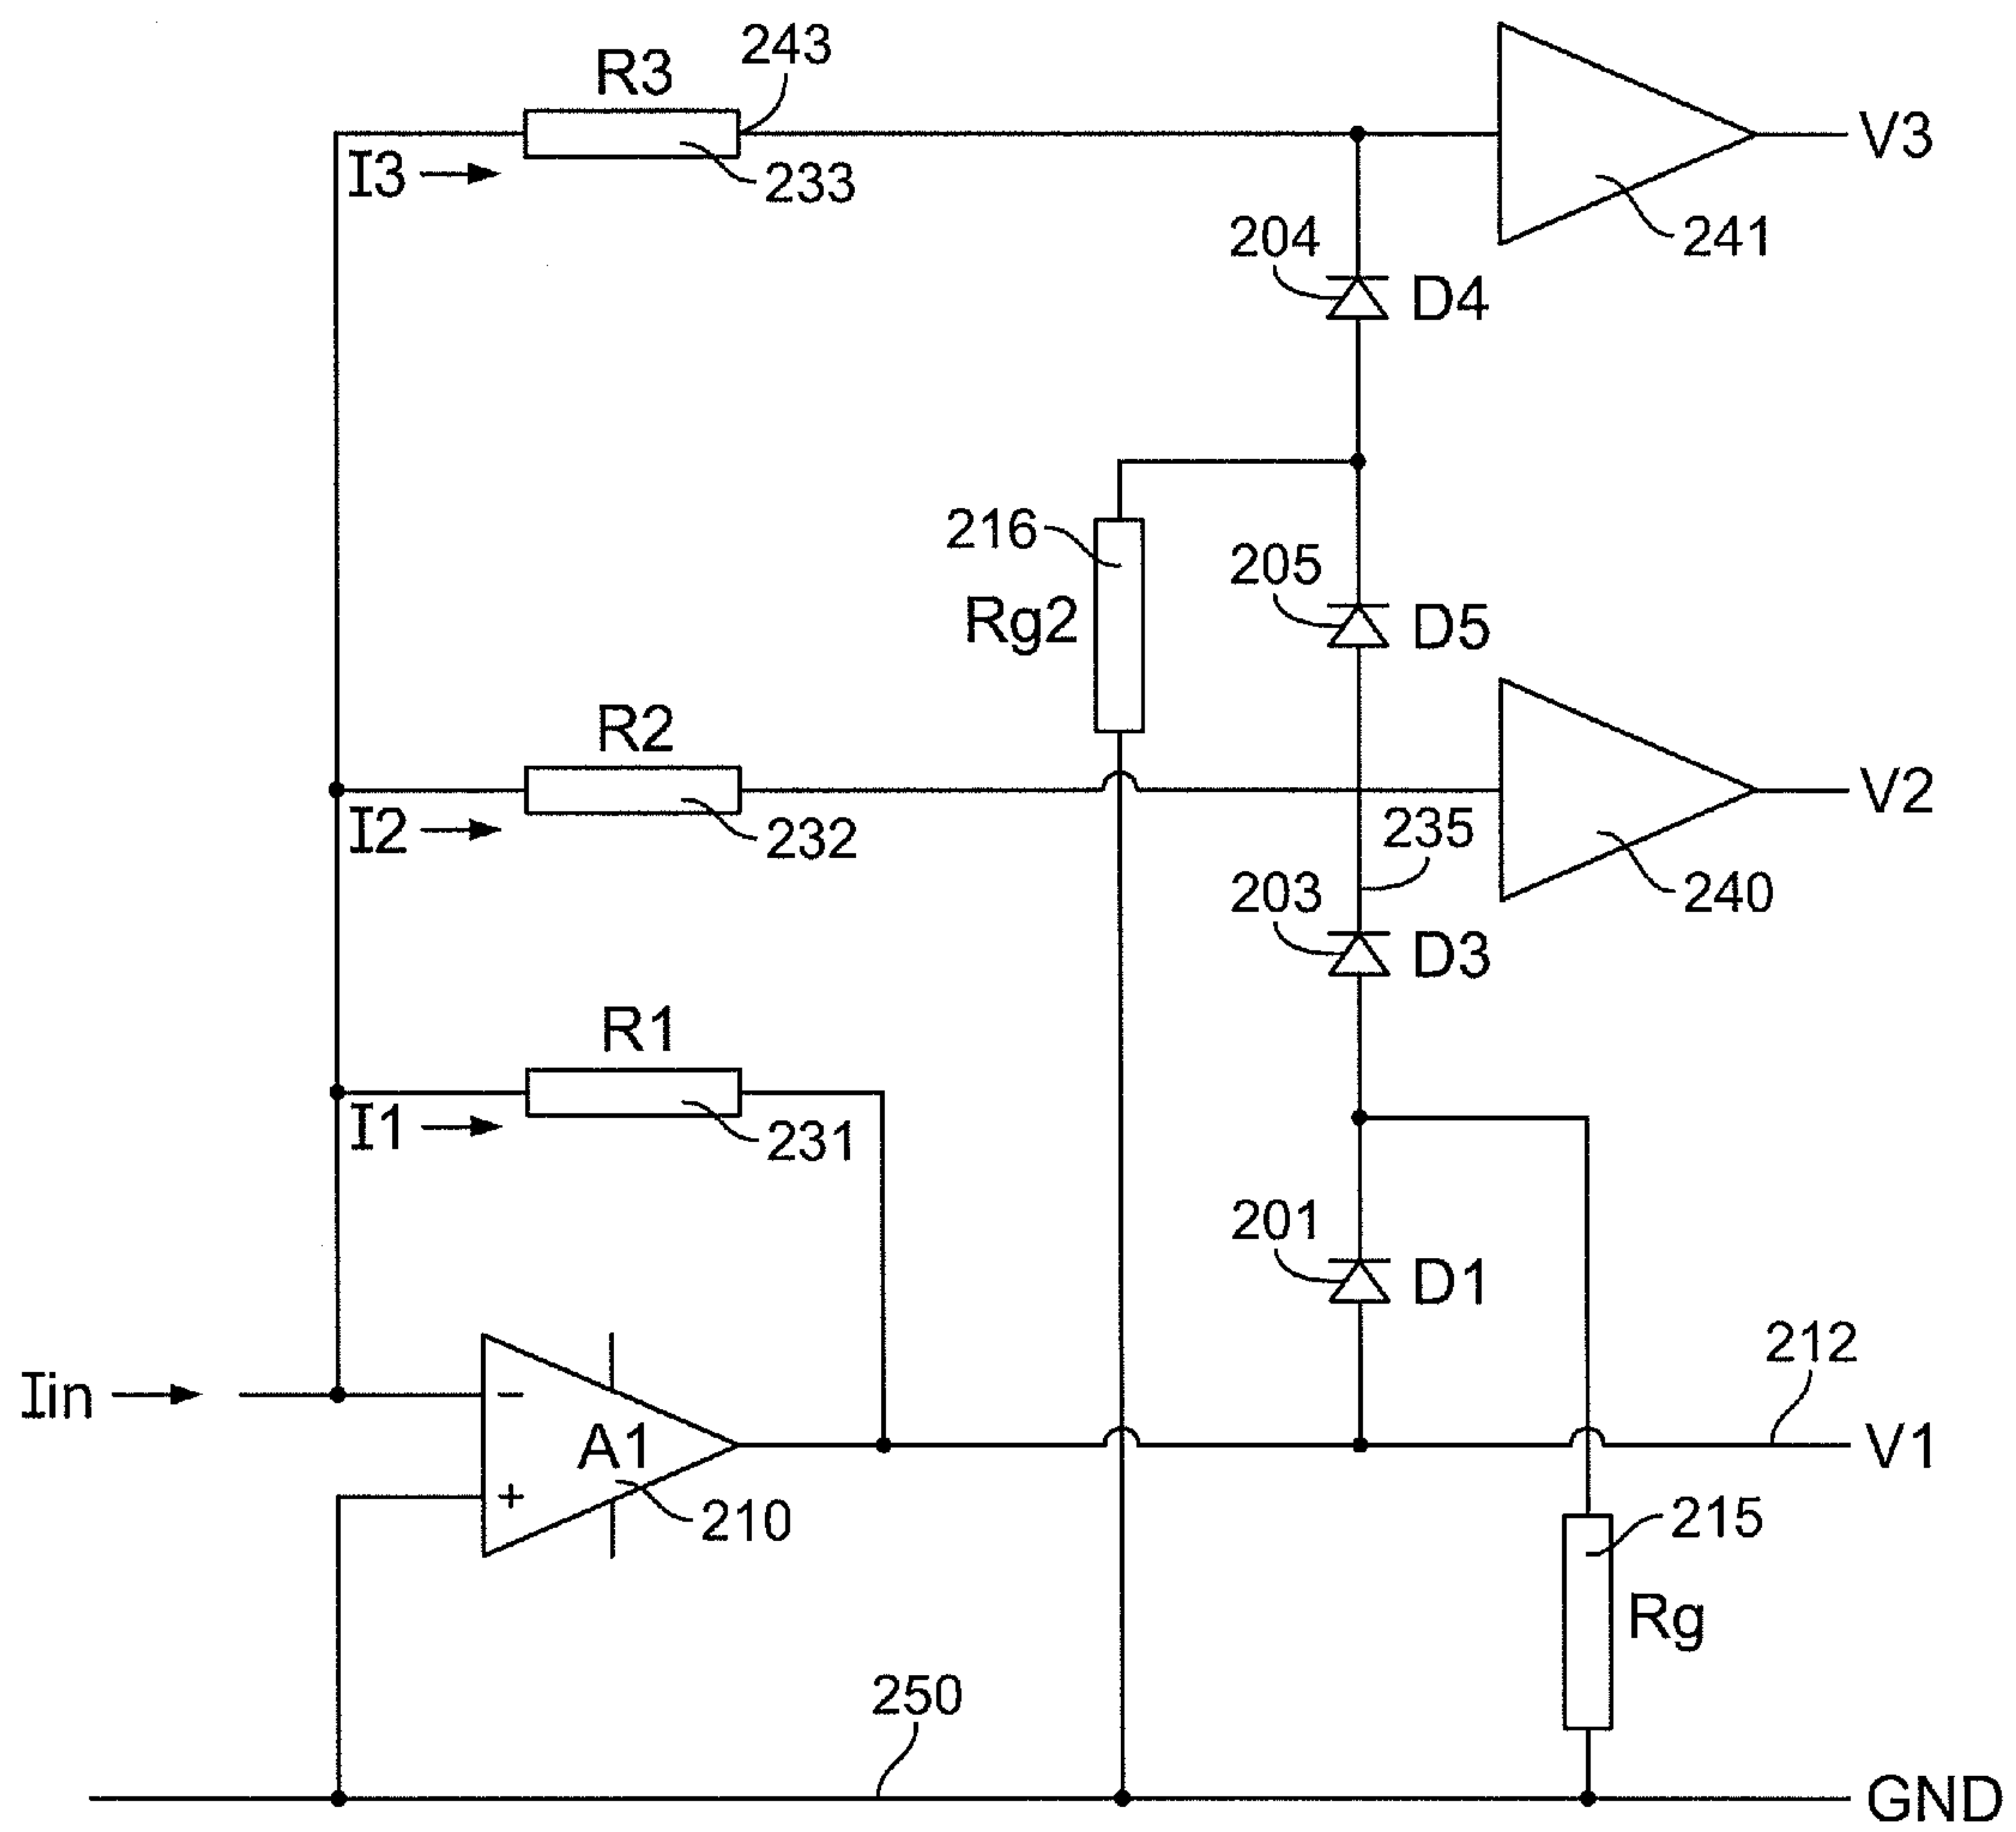 243
R3
V3
I3
233
241
204
D4
216
205
D5
Rg2
R2
V2
I2
232
235
240
203
D3
R1
I1
231
201
D1
212
Iin
−
A1
V1
+
210
215
Rg
250
GND